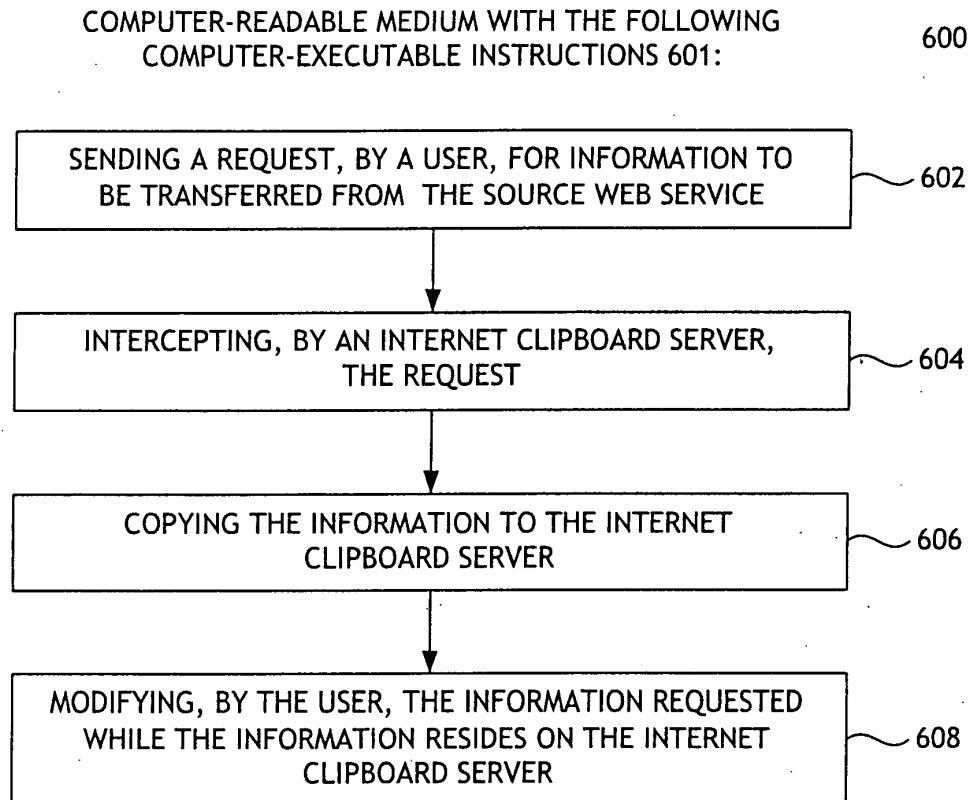 COMPUTER-READABLE MEDIUM WITH THE FOLLOWING
COMPUTER-EXECUTABLE INSTRUCTIONS 601:
600
SENDING A REQUEST, BY A USER, FOR INFORMATION TO
BE TRANSFERRED FROM THE SOURCE WEB SERVICE
602
INTERCEPTING, BY AN INTERNET CLIPBOARD SERVER,
THE REQUEST
604
COPYING THE INFORMATION TO THE INTERNET
CLIPBOARD SERVER
606
MODIFYING, BY THE USER, THE INFORMATION REQUESTED
WHILE THE INFORMATION RESIDES ON THE INTERNET
CLIPBOARD SERVER
608